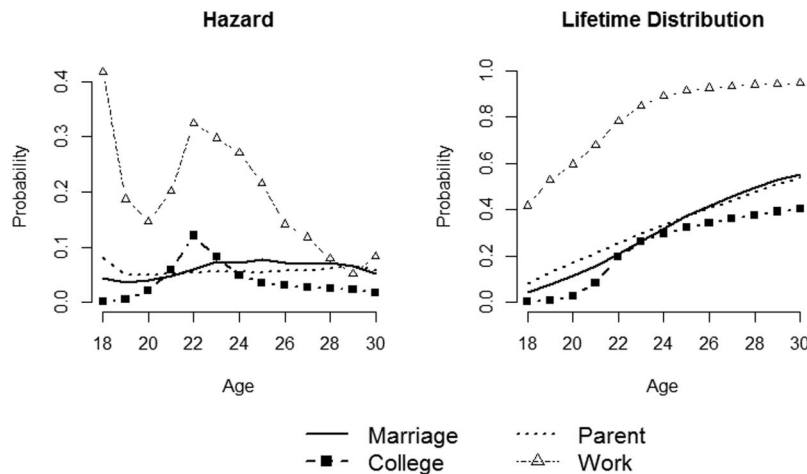 Hazard
Probability
0.4
0.3
0.2
0.1
0.0
18 20 22 24 26 28 30
Age
Lifetime Distribution
Probability
1.0
0.8
0.6
0.4
0.2
0.0
18 20 22 24 26 28 30
Age
Marriage
College
Parent
Work